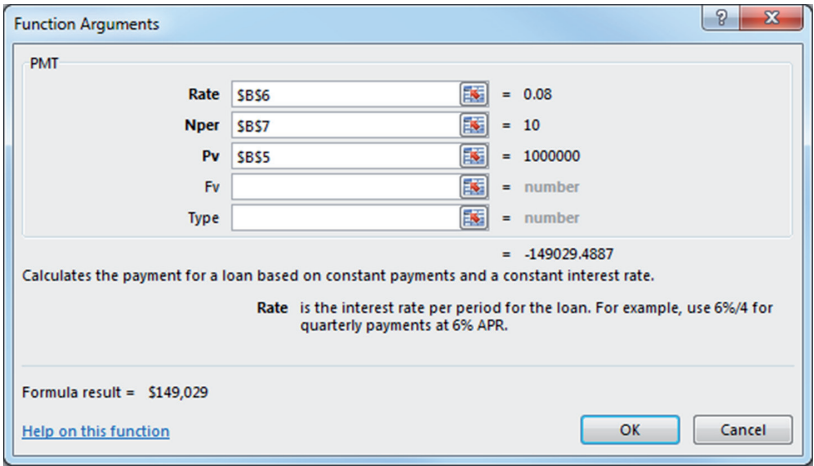 Function Arguments
PMT
Rate $B$6 = 0.08
Nper $B$7 = 10
Pv $B$5 = 1000000
Fv = number
Type = number
= -149029.4887
Calculates the payment for a loan based on constant payments and a constant interest rate.
Rate is the interest rate per period for the loan. For example, use 6%/4 for
quarterly payments at 6% APR.
Formula result = $149,029
Help on this function
OK Cancel